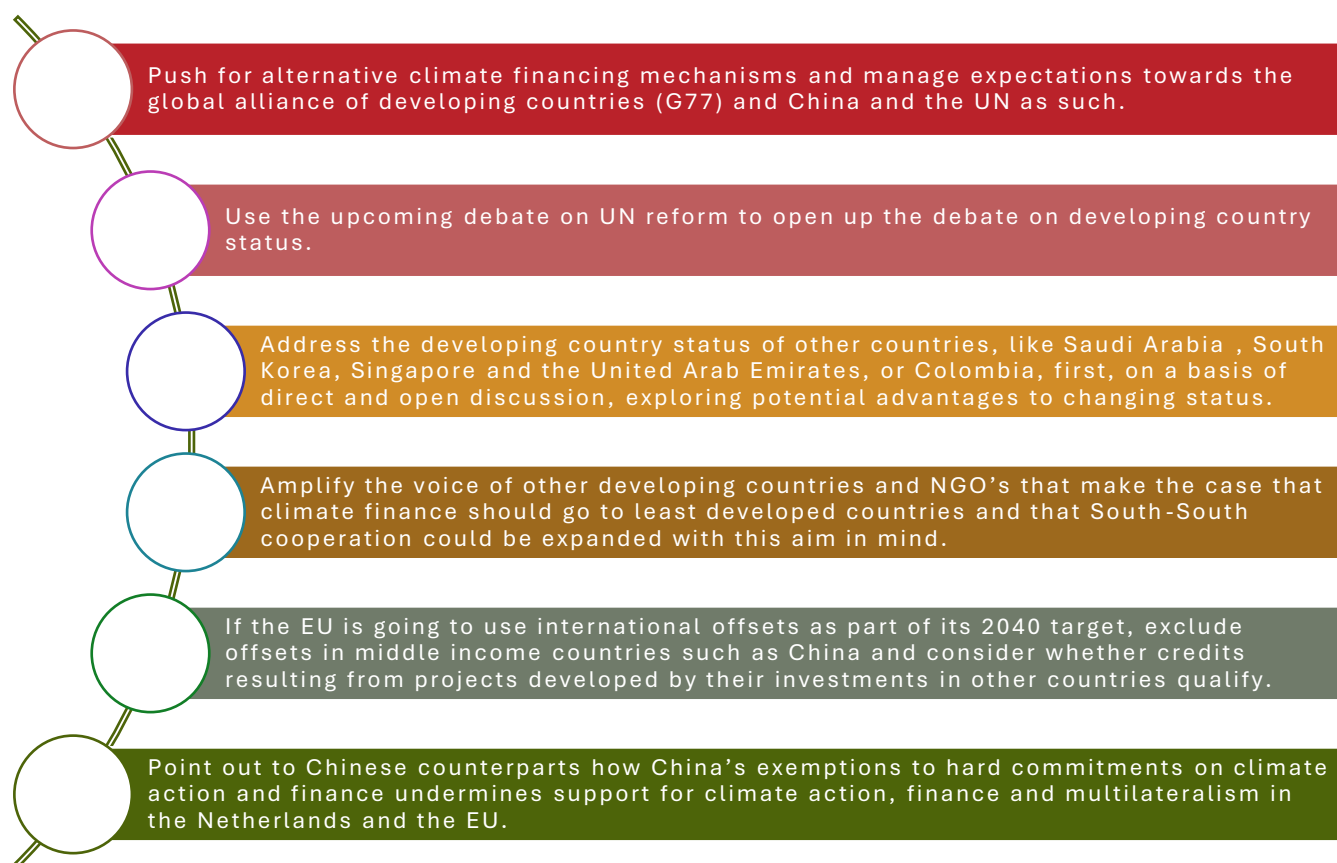 Push for alternative climate financing mechanisms and manage expectations towards the
global alliance of developing countries (G77) and China and the UN as such.
Use the upcoming debate on UN reform to open up the debate on developing country
status.
Address the developing country status of other countries, like Saudi Arabia , South
Korea, Singapore and the United Arab Emirates, or Colombia, first, on a basis of
direct and open discussion, exploring potential advantages to changing status.
Amplify the voice of other developing countries and NGO’s that make the case that
climate finance should go to least developed countries and that South-South
cooperation could be expanded with this aim in mind.
If the EU is going to use international offsets as part of its 2040 target, exclude
offsets in middle income countries such as China and consider whether credits
resulting from projects developed by their investments in other countries qualify.
Point out to Chinese counterparts how China’s exemptions to hard commitments on climate
action and finance undermines support for climate action, finance and multilateralism in
the Netherlands and the EU.